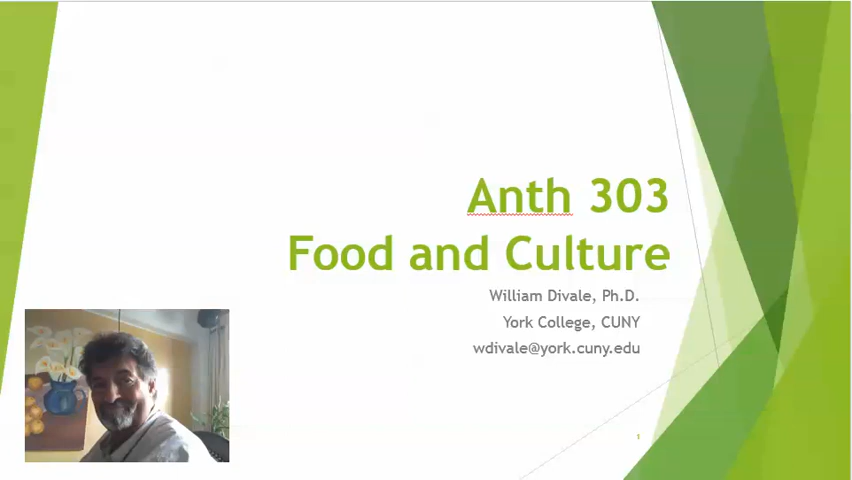 Anth 303
Food and Culture
William Divale, Ph.D.
York College, CUNY
wdivale@york.cuny.edu
1